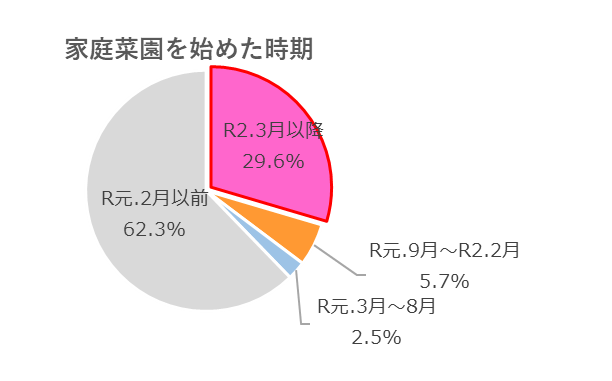 家庭菜園を始めた時期
R2.3月以降
29.6%
R元.2月以前
62.3%
R元.9月～R2.2月
5.7%
R元.3月～8月
2.5%